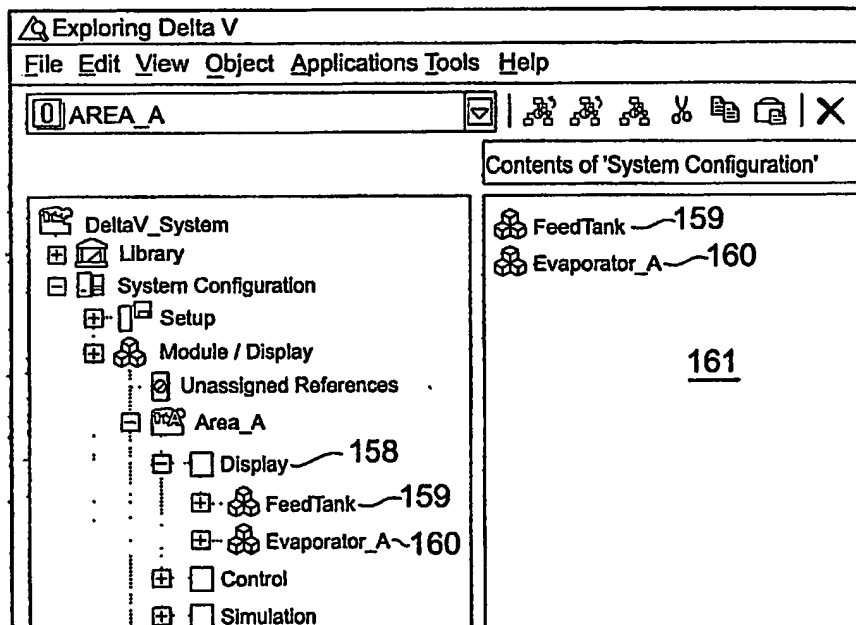 Exploring Delta V
File Edit View Object Applications Tools Help
AREA_A
Contents of 'System Configuration'
DeltaV_System
Library
System Configuration
Setup
Module / Display
Unassigned References
Area_A
Display 158
FeedTank 159
Evaporator_A 160
Control
Simulation
FeedTank 159
Evaporator_A 160
161